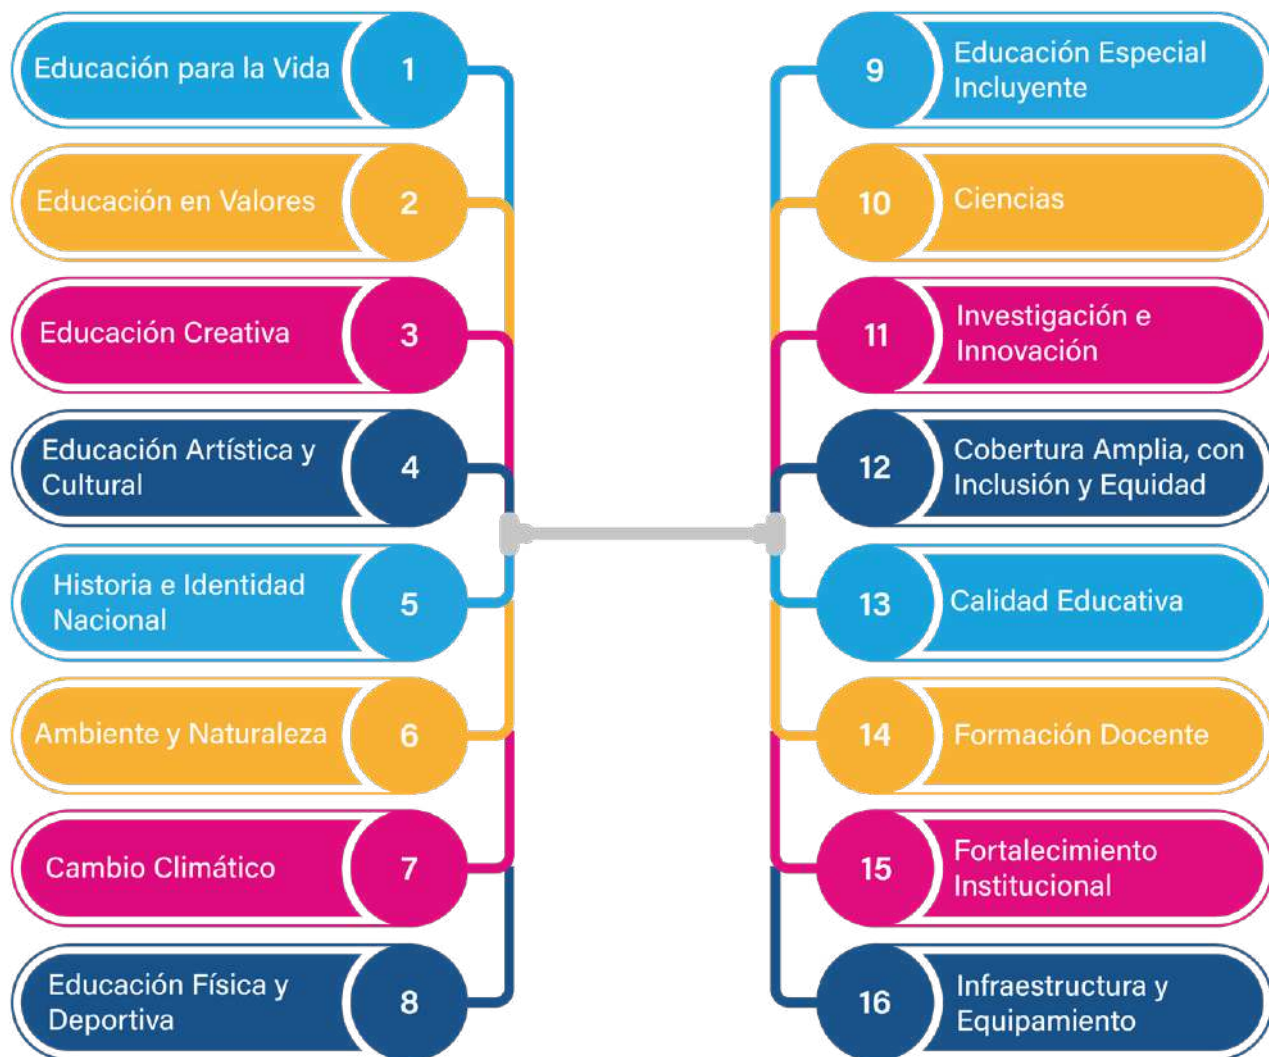 Educación para la Vida
1
Educación en Valores
2
Educación Creativa
3
Educación Artística y
Cultural
4
Historia e Identidad
Nacional
5
Ambiente y Naturaleza
6
Cambio Climático
7
Educación Física y
Deportiva
8
9
Educación Especial
Incluyente
10
Ciencias
11
Investigación e
Innovación
12
Cobertura Amplia, con
Inclusión y Equidad
13
Calidad Educativa
14
Formación Docente
15
Fortalecimiento
Institucional
16
Infraestructura y
Equipamiento